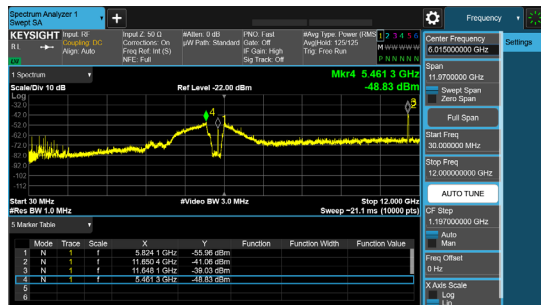 Spectrum Analyzer 1
Swept SA
Frequency
KEYSIGHT
Input: RF
Coupling: DC
Align: Auto
Input Z: 50 Ω
Corrections: On
Freq Ref: Int (S)
NFE: Full
#Atten: 0 dB
µW Path: Standard
PNO: Fast
Gate: Off
IF Gain: High
Sig Track: Off
#Avg Type: Power (RMS
Avg|Hold: 125/125
Trig: Free Run
1 2 3 4 5 6
M W W W W W
P N N N N N
RL
1 Spectrum
Scale/Div 10 dB
Ref Level -22.00 dBm
Mkr4 5.461 3 GHz
-48.83 dBm
Log
-32.0
-42.0
-52.0
-62.0
-72.0
-82.0
-92.0
-102
-112
4
1
Start 30 MHz
#Res BW 1.0 MHz
#Video BW 3.0 MHz
Stop 12.000 GHz
Sweep ~21.1 ms (10000 pts)
5 Marker Table
Mode Trace Scale X Y Function Function Width Function Value
1 N 1 f 5.824 1 GHz -55.96 dBm
2 N 1 f 11.650 4 GHz -41.06 dBm
3 N 1 f 11.648 1 GHz -39.03 dBm
4 N 1 f 5.461 3 GHz -48.83 dBm
5
6
Center Frequency
6.015000000 GHz
Span
11.9700000 GHz
Swept Span
Zero Span
Full Span
Start Freq
30.000000 MHz
Stop Freq
12.000000000 GHz
AUTO TUNE
CF Step
1.197000000 GHz
Auto
Man
Freq Offset
0 Hz
X Axis Scale
Log
Lin
Settings